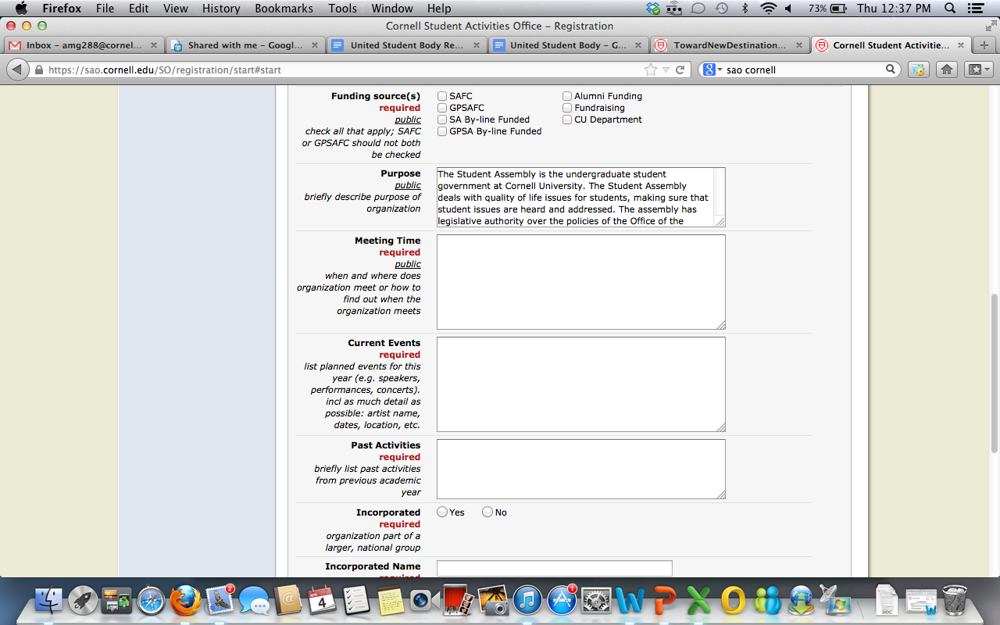 Firefox File Edit View History Bookmarks Tools Window Help 73% Thu 12:37 PM
Cornell Student Activities Office – Registration
Inbox – amg288@cornel... Shared with me – Googl... United Student Body Re... United Student Body – G... TowardNewDestination... Cornell Student Activitie...
https://sao.cornell.edu/SO/registration/start#start
sao cornell
Funding source(s)
required
public
check all that apply; SAFC
or GPSAFC should not both
be checked
SAFC
GPSAFC
SA By-line Funded
GPSA By-line Funded
Alumni Funding
Fundraising
CU Department
Purpose
public
briefly describe purpose of
organization
The Student Assembly is the undergraduate student
government at Cornell University. The Student Assembly
deals with quality of life issues for students, making sure that
student issues are heard and addressed. The assembly has
legislative authority over the policies of the Office of the
Meeting Time
required
public
when and where does
organization meet or how to
find out when the
organization meets
Current Events
required
list planned events for this
year (e.g. speakers,
performances, concerts).
incl as much detail as
possible: artist name,
dates, location, etc.
Past Activities
required
briefly list past activities
from previous academic
year
Incorporated
required
organization part of a
larger, national group
Yes No
Incorporated Name
required
2
APR
4
1
DOC